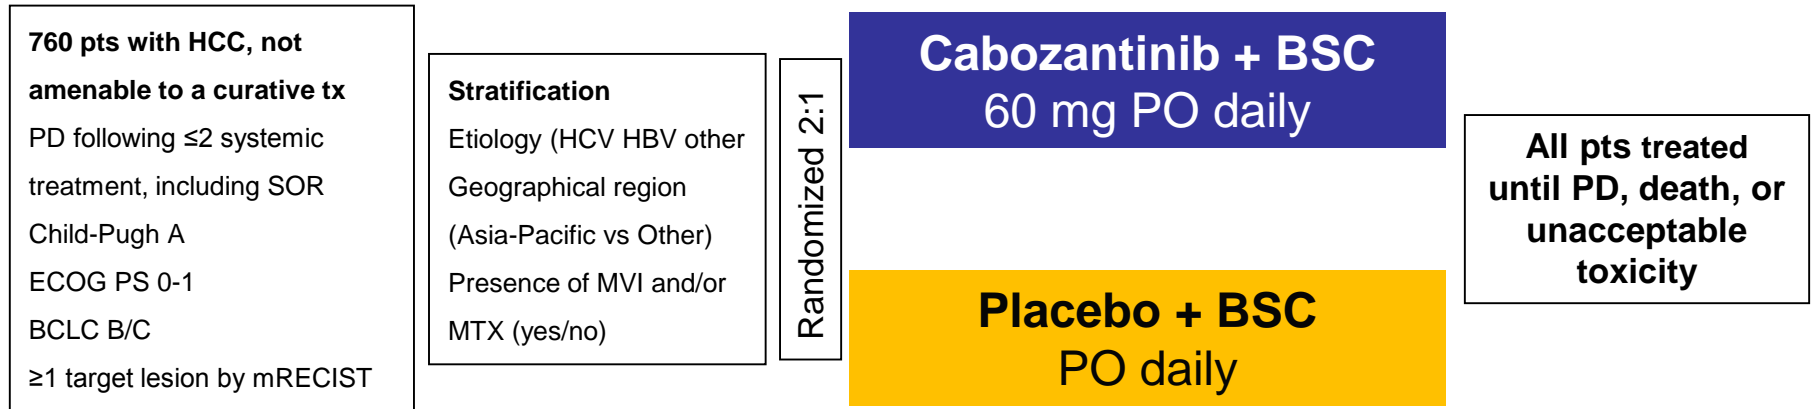 760 pts with HCC, not
amenable to a curative tx
PD following ≤2 systemic
treatment, including SOR
Child-Pugh A
ECOG PS 0-1
BCLC B/C
≥1 target lesion by mRECIST
Stratification
Etiology (HCV HBV other
Geographical region
(Asia-Pacific vs Other)
Presence of MVI and/or
MTX (yes/no)
Randomized 2:1
Cabozantinib + BSC
60 mg PO daily
Placebo + BSC
PO daily
All pts treated
until PD, death, or
unacceptable
toxicity